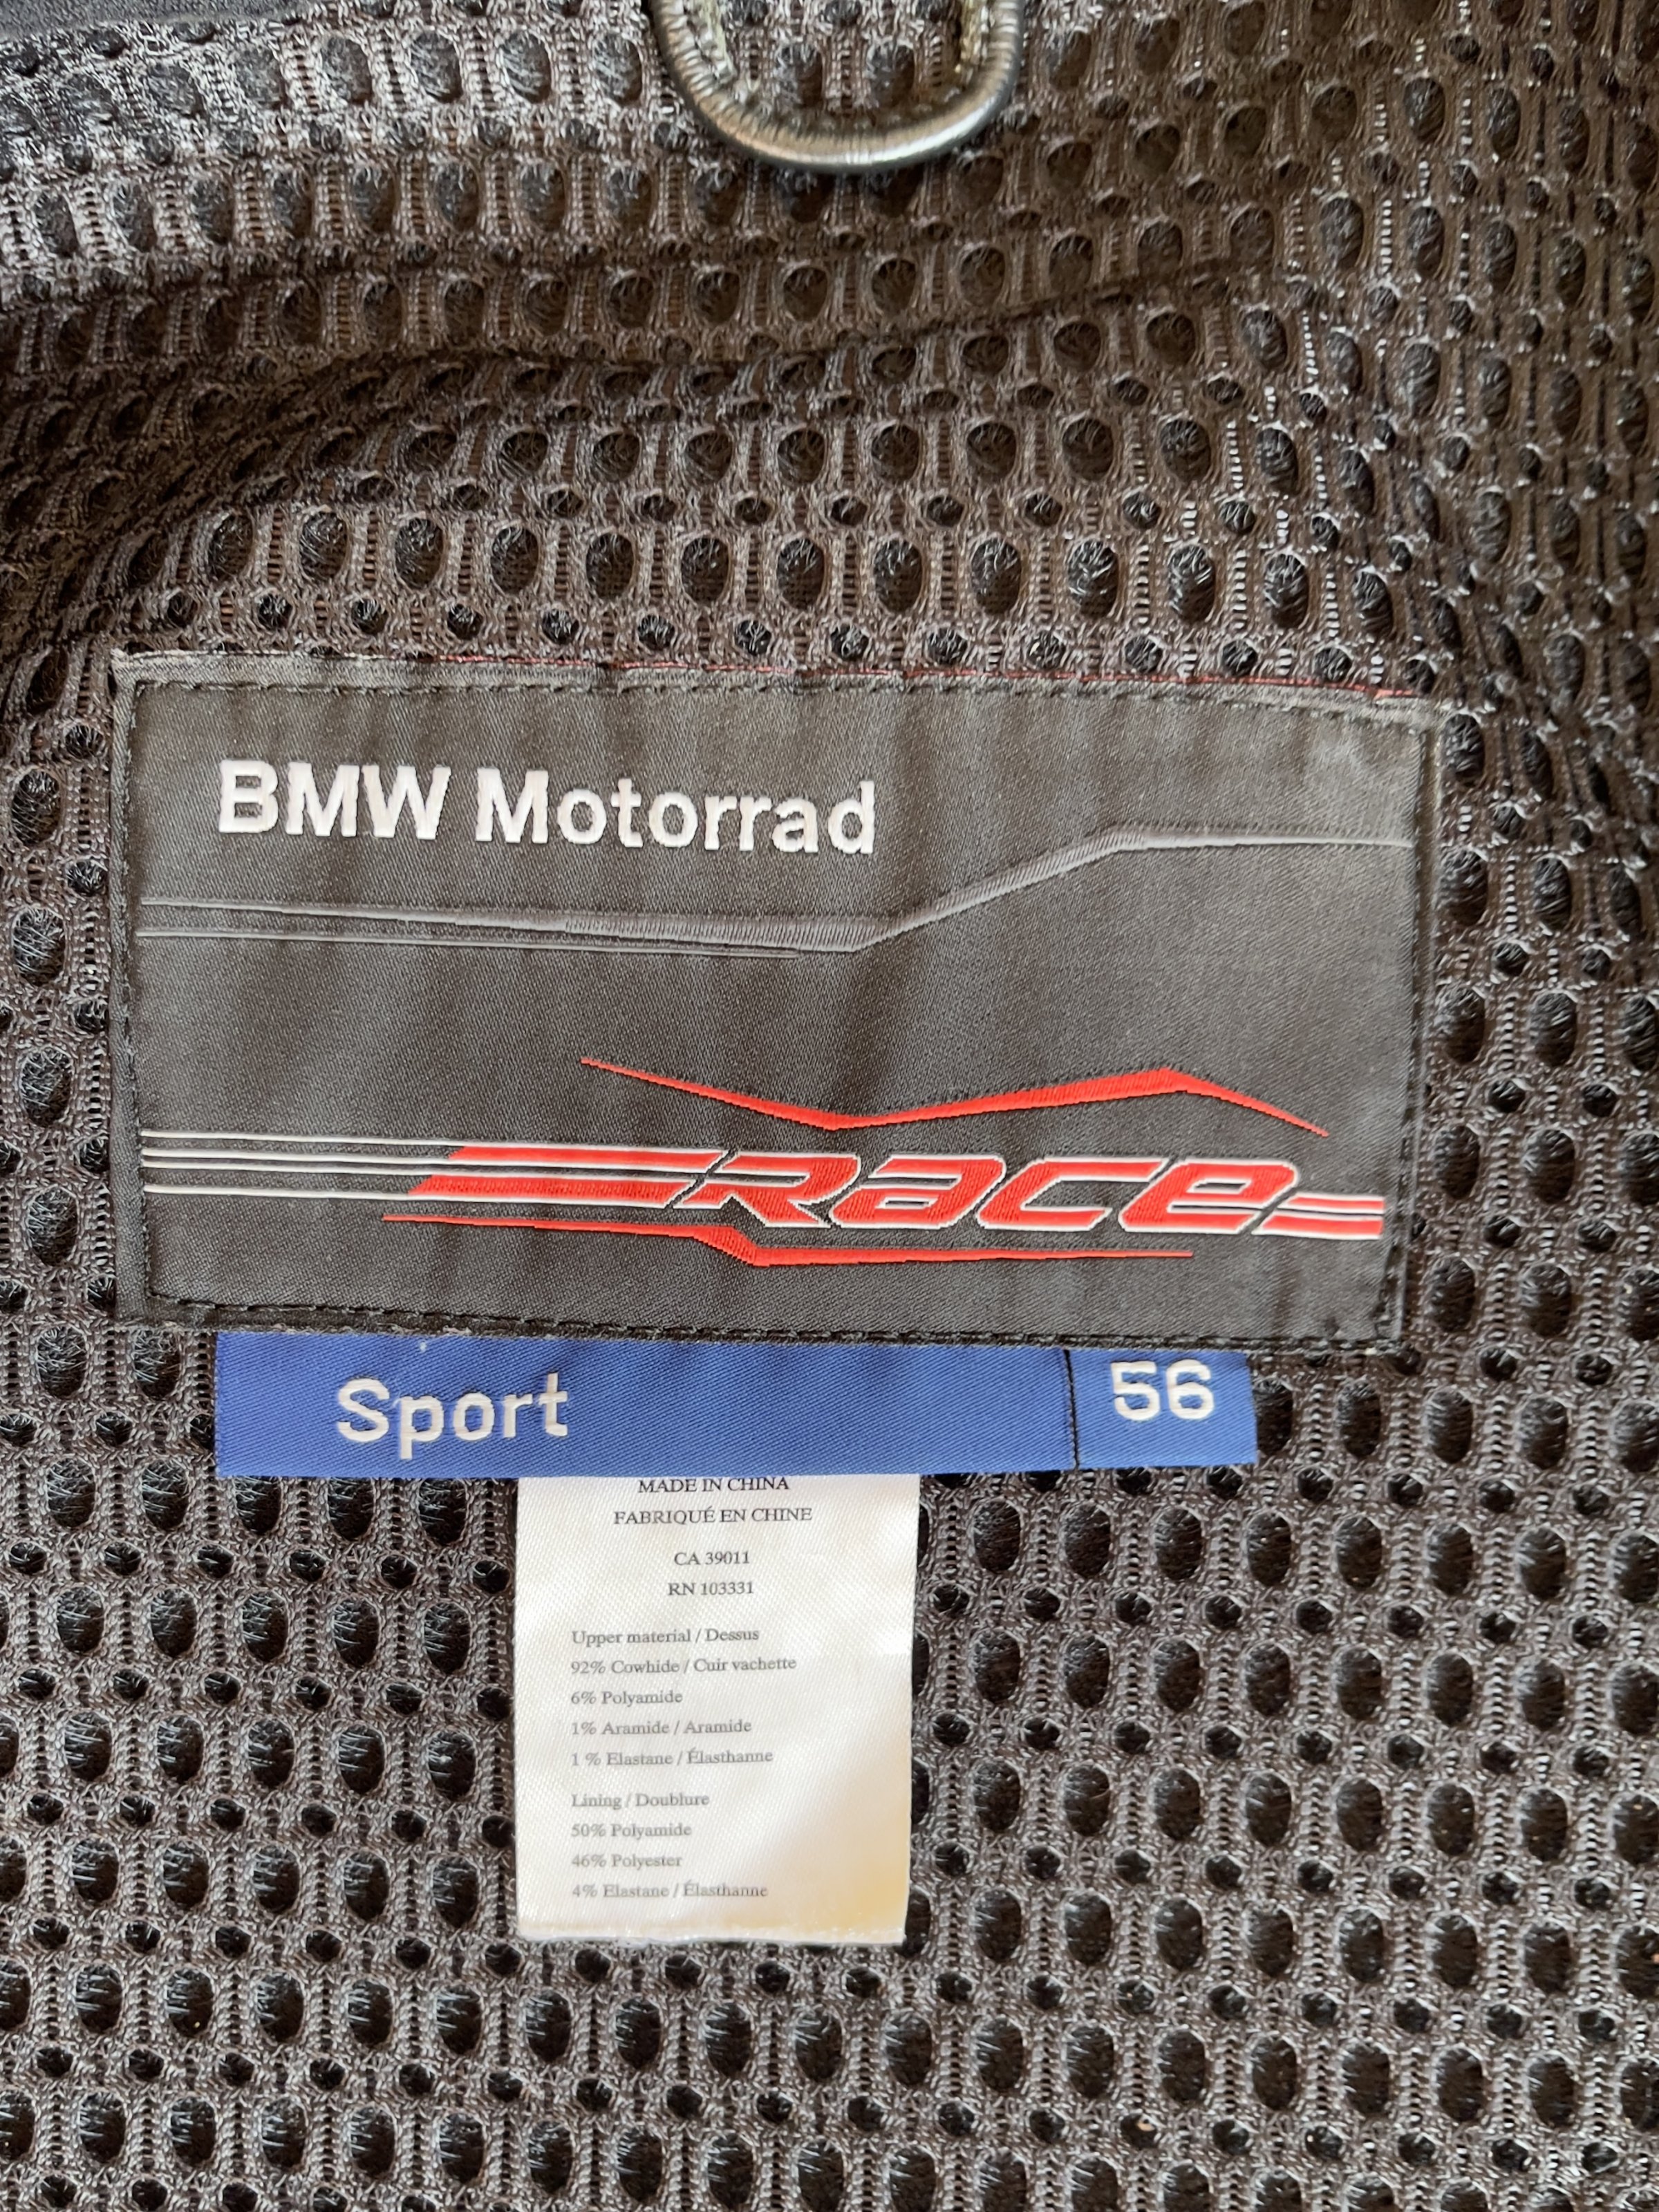 BMW Motorrad
Race
Sport 56
MADE IN CHINA
FABRIQUÉ EN CHINE
CA 39011
RN 103331
Upper material / Dessus
92% Cowhide / Cuir vachette
6% Polyamide
1% Aramide / Aramide
1 % Elastane / Élasthanne
Lining / Doublure
50% Polyamide
46% Polyester
4% Elastane / Élasthanne